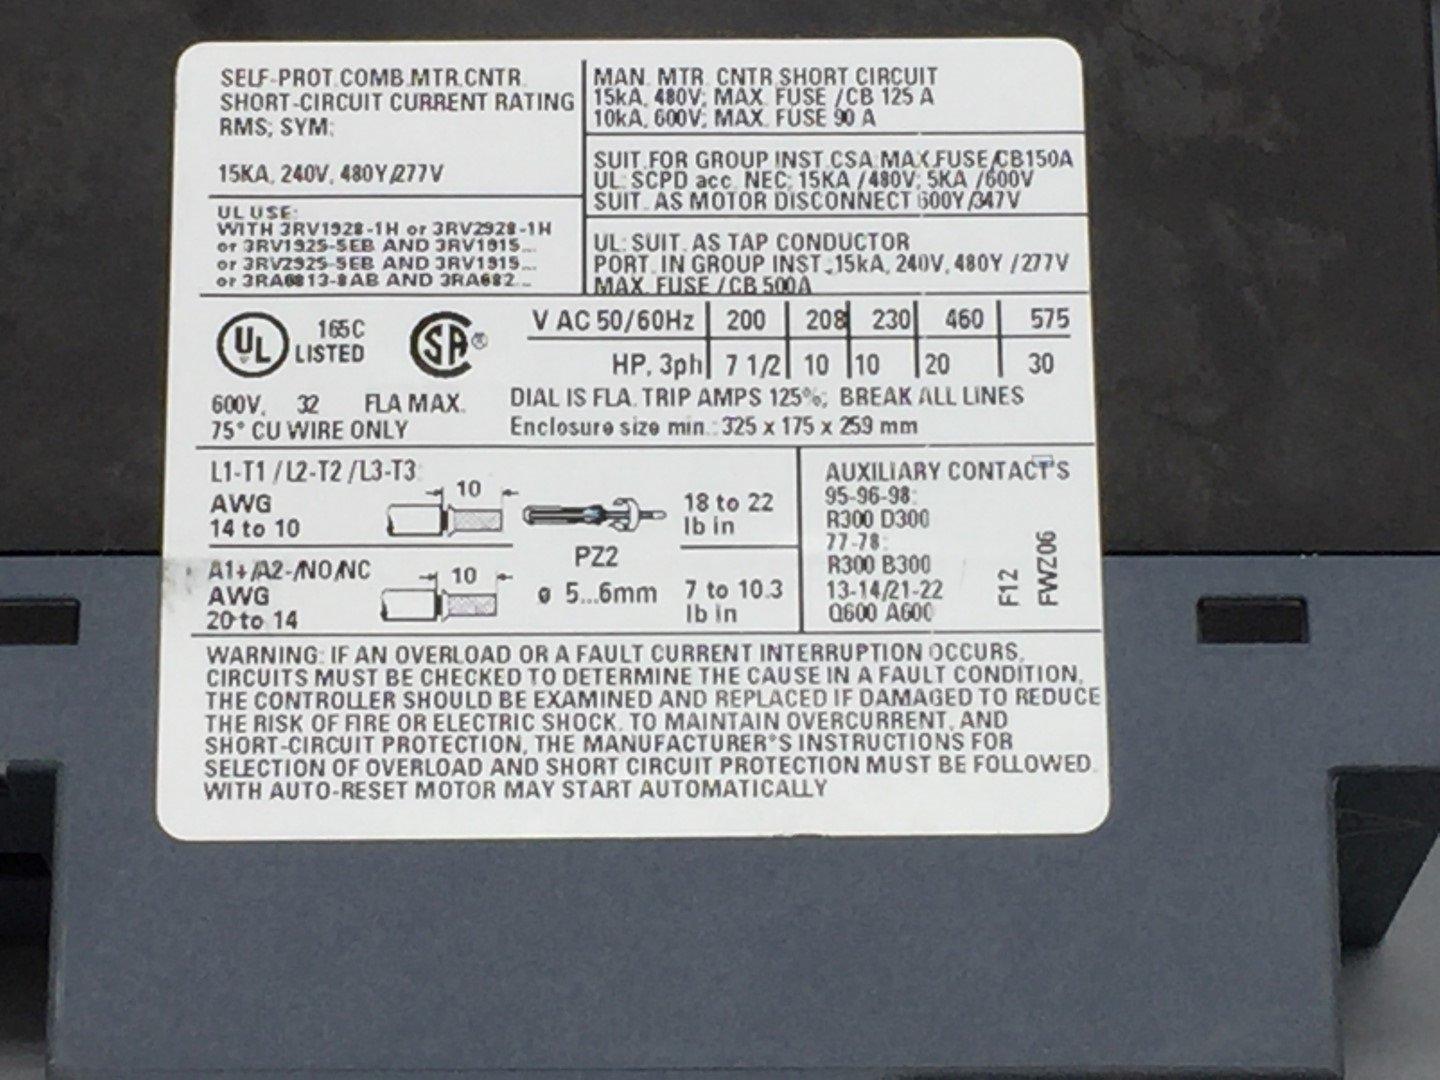 SELF-PROT.COMB.MTR.CNTR.
SHORT-CIRCUIT CURRENT RATING
RMS; SYM:
15KA, 240V, 480Y/277V
UL USE:
WITH 3RV1928-1H or 3RV2928-1H
or 3RV1925-5EB AND 3RV1915...
or 3RV2925-5EB AND 3RV1915...
or 3RA6813-8AB AND 3RA682...
MAN. MTR. CNTR SHORT CIRCUIT
15kA, 480V; MAX. FUSE /CB 125 A
10kA, 600V; MAX. FUSE 90 A
SUIT.FOR GROUP INST.CSA:MAX.FUSE/CB150A
UL: SCPD acc. NEC; 15KA /480V; 5KA /600V
SUIT. AS MOTOR DISCONNECT 600Y/347V
UL: SUIT. AS TAP CONDUCTOR
PORT. IN GROUP INST.;15kA, 240V, 480Y /277V
MAX. FUSE /CB 500A
UL 165C
LISTED
SA ®
V AC 50/60Hz 200 208 230 460 575
HP, 3ph 7 1/2 10 10 20 30
600V, 32 FLA MAX.
75° CU WIRE ONLY
DIAL IS FLA. TRIP AMPS 125%; BREAK ALL LINES
Enclosure size min.: 325 x 175 x 259 mm
L1-T1 /L2-T2 /L3-T3
AWG
14 to 10
10
18 to 22
lb in
A1+/A2-/NO/NC
AWG
20 to 14
10
PZ2
ø 5...6mm
7 to 10.3
lb in
AUXILIARY CONTACT'S
95-96-98:
R300 D300
77-78:
R300 B300
13-14/21-22
Q600 A600
F12
FWZ06
WARNING: IF AN OVERLOAD OR A FAULT CURRENT INTERRUPTION OCCURS,
CIRCUITS MUST BE CHECKED TO DETERMINE THE CAUSE IN A FAULT CONDITION,
THE CONTROLLER SHOULD BE EXAMINED AND REPLACED IF DAMAGED TO REDUCE
THE RISK OF FIRE OR ELECTRIC SHOCK. TO MAINTAIN OVERCURRENT, AND
SHORT-CIRCUIT PROTECTION, THE MANUFACTURER'S INSTRUCTIONS FOR
SELECTION OF OVERLOAD AND SHORT CIRCUIT PROTECTION MUST BE FOLLOWED.
WITH AUTO-RESET MOTOR MAY START AUTOMATICALLY